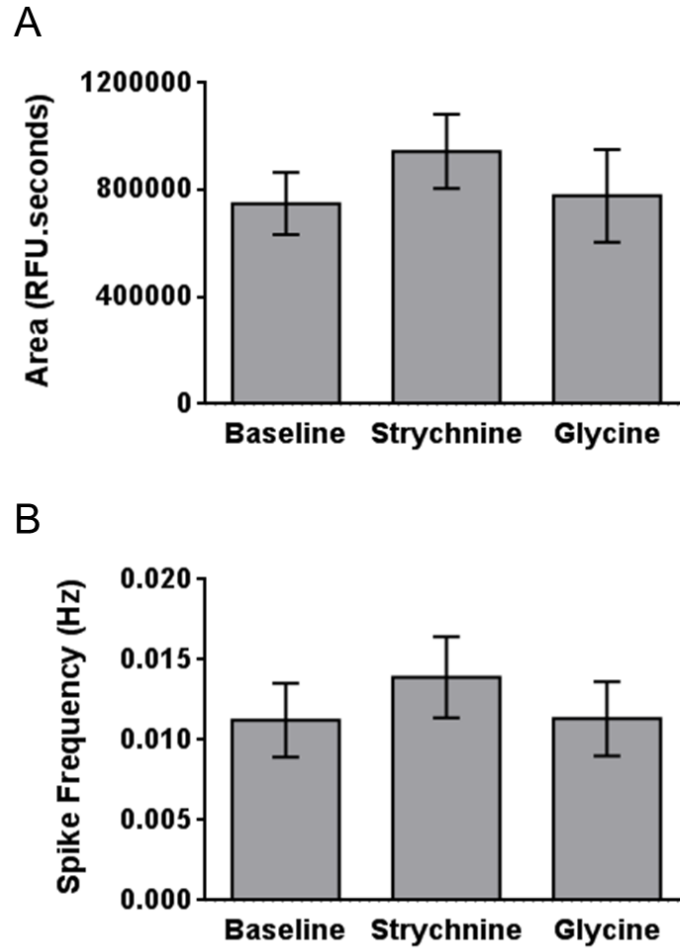 A
Area (RFU.seconds)
1200000
800000
400000
0
Baseline Strychnine Glycine
B
Spike Frequency (Hz)
0.020
0.015
0.010
0.005
0.000
Baseline Strychnine Glycine